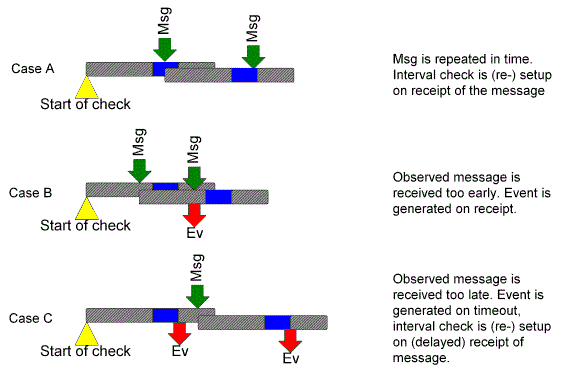 Msg
Msg
Case A
Start of check
Msg is repeated in time.
Interval check is (re-) setup
on receipt of the message
Msg
Msg
Case B
Start of check
Ev
Observed message is
received too early. Event is
generated on receipt.
Msg
Case C
Start of check
Ev
Ev
Observed message is
received too late. Event is
generated on timeout,
interval check is (re-) setup
on (delayed) receipt of
message.